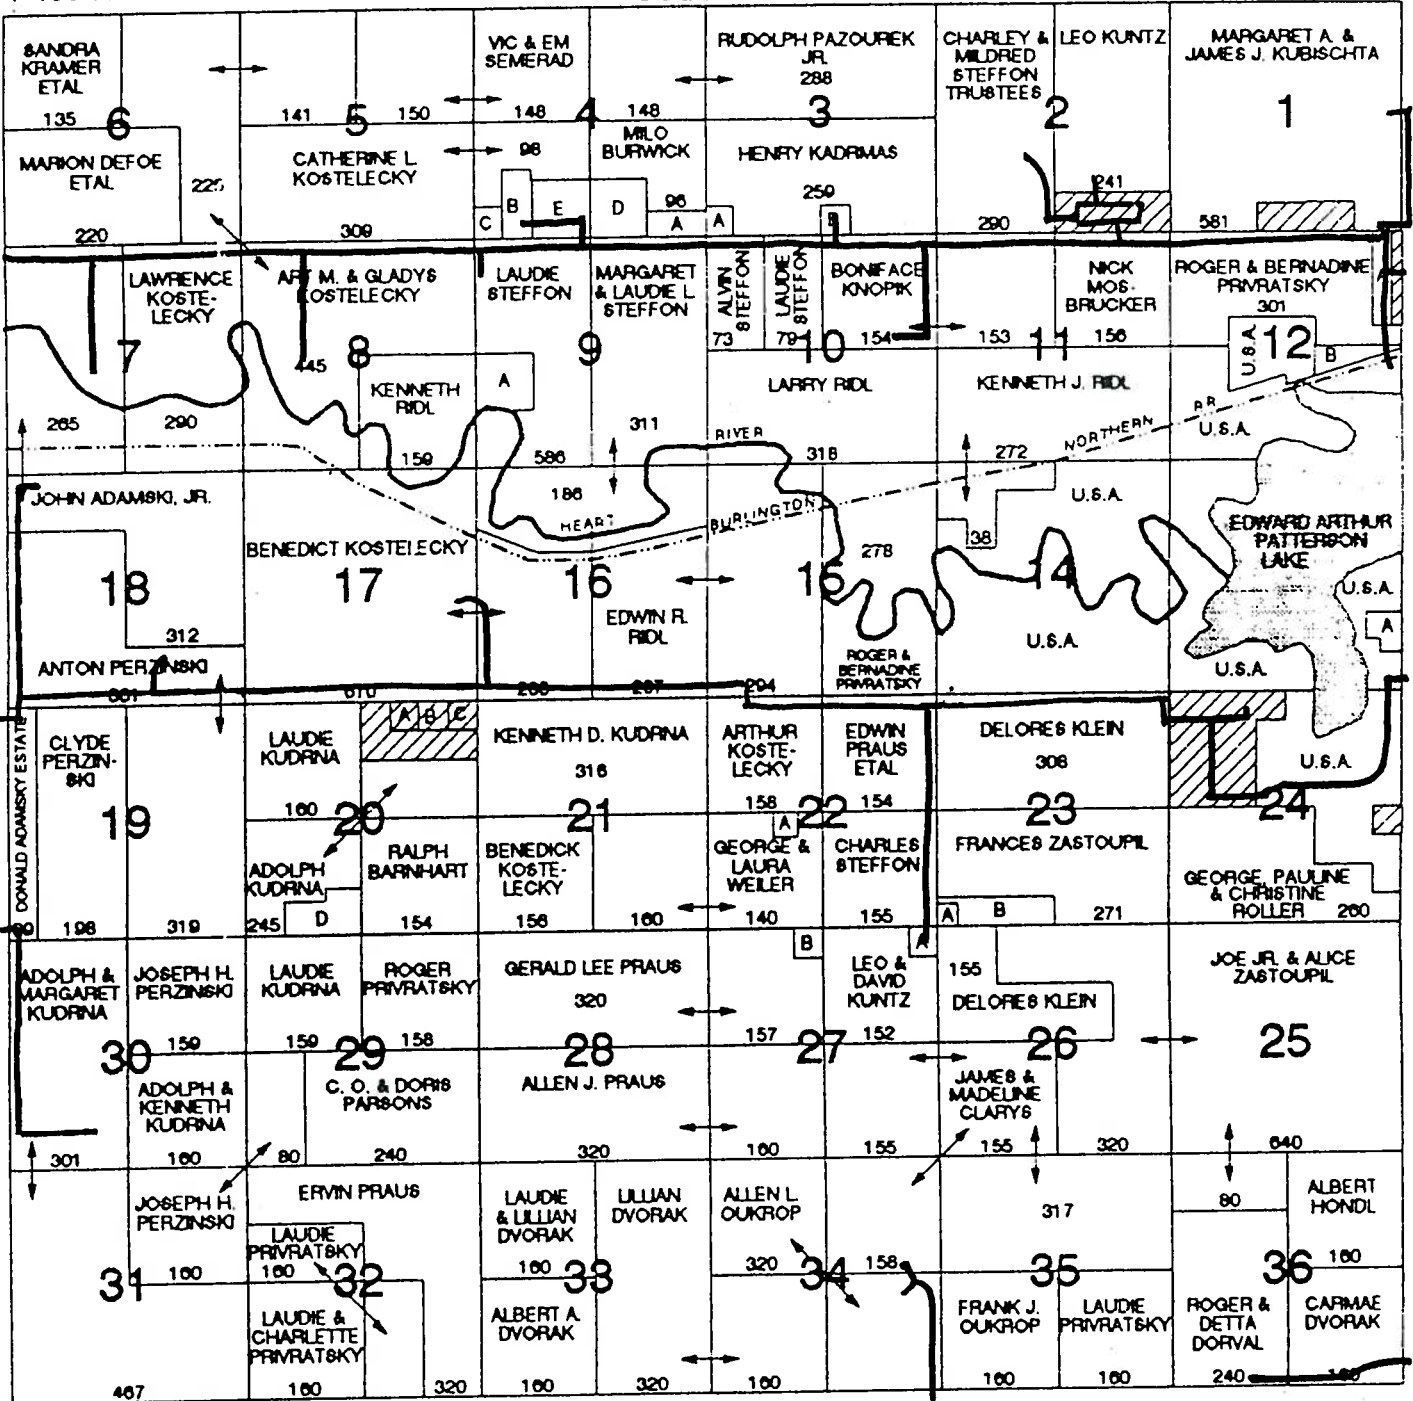 SANDRA
KRAMER
ETAL
135
6
MARION DEFOE
ETAL
220
141
5
150
CATHERINE L.
KOSTELECKY
309
VIC & EM
SEMERAD
148
4
148
98
MILO
BURWICK
96
C
B
E
D
A
RUDOLPH PAZOUREK
JR.
288
3
HENRY KADRMAS
259
A
B
CHARLEY &
MILDRED
STEFFON
TRUSTEES
2
LEO KUNTZ
241
290
MARGARET A. &
JAMES J. KUBISCHTA
1
581
LAWRENCE
KOSTE-
LECKY
7
265
290
ART M. & GLADYS
KOSTELECKY
8
KENNETH
RIDL
159
LAUDIE
STEFFON
A
586
MARGARET
& LAUDIE L.
STEFFON
9
311
ALVIN
STEFFON
73
LAUDIE
STEFFON
79
10
BONIFACE
KNOPIK
154
LARRY RIDL
318
153
11
NICK
MOS-
BRUCKER
156
KENNETH J. RIDL
272
ROGER & BERNADINE
PRIVRATSKY
301
U.S.A.
12
B
A
U.S.A.
RIVER
HEART
BURLINGTON
NORTHERN
RR
JOHN ADAMSKI, JR.
18
312
ANTON PERZINSKI
BENEDICT KOSTELECKY
17
186
16
EDWIN R.
RIDL
15
278
294
ROGER &
BERNADINE
PRIVRATSKY
38
U.S.A.
14
U.S.A.
EDWARD ARTHUR
PATTERSON
LAKE
U.S.A.
A
U.S.A.
DONALD ADAMSKY ESTATE
CLYDE
PERZIN-
SKI
19
198
319
LAUDIE
KUDRNA
160
20
A B C
ADOLPH
KUDRNA
245
D
RALPH
BARNHART
154
KENNETH D. KUDRNA
316
21
BENEDICK
KOSTE-
LECKY
156
160
ARTHUR
KOSTE-
LECKY
158
22
A
EDWIN
PRAUS
ETAL
154
GEORGE &
LAURA
WEILER
140
CHARLES
STEFFON
155
DELORES KLEIN
308
23
FRANCES ZASTOUPIL
A
B
271
U.S.A.
24
GEORGE, PAULINE
& CHRISTINE
ROLLER
260
ADOLPH &
MARGARET
KUDRNA
30
301
JOSEPH H.
PERZINSKI
159
ADOLPH &
KENNETH
KUDRNA
160
LAUDIE
KUDRNA
159
29
ROGER
PRIVRATSKY
158
C. O. & DORIS
PARSONS
80
240
GERALD LEE PRAUS
320
28
ALLEN J. PRAUS
320
B
157
27
A
LEO &
DAVID
KUNTZ
152
160
155
155
DELORES KLEIN
26
JAMES &
MADELINE
CLARYS
155
320
JOE JR. & ALICE
ZASTOUPIL
25
640
31
467
JOSEPH H.
PERZINSKI
160
ERVIN PRAUS
LAUDIE
PRIVRATSKY
160
32
LAUDIE &
CHARLETTE
PRIVRATSKY
160
320
LAUDIE
& LILLIAN
DVORAK
160
33
LILLIAN
DVORAK
ALBERT A.
DVORAK
160
320
ALLEN L.
OUKROP
320
34
158
160
317
35
FRANK J.
OUKROP
160
LAUDIE
PRIVRATSKY
160
80
36
ALBERT
HONDL
160
ROGER &
DETTA
DORVAL
240
CARMAE
DVORAK